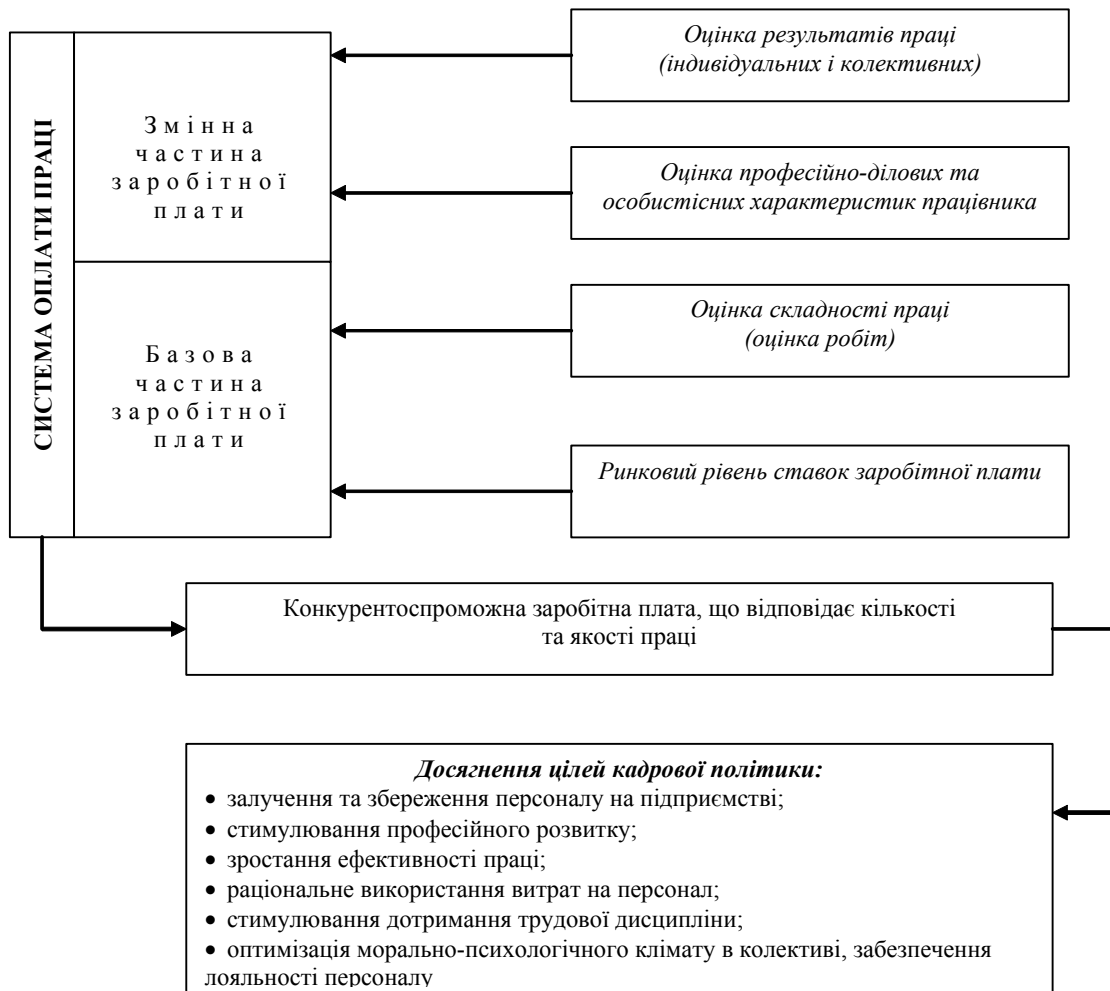 СИСТЕМА ОПЛАТИ ПРАЦІ
Змінна
частина
заробітної
плати
Базова
частина
заробітної
плати
Оцінка результатів праці
(індивідуальних і колективних)
Оцінка професійно-ділових та
особистісних характеристик працівника
Оцінка складності праці
(оцінка робіт)
Ринковий рівень ставок заробітної плати
Конкурентоспроможна заробітна плата, що відповідає кількості
та якості праці
Досягнення цілей кадрової політики:
• залучення та збереження персоналу на підприємстві;
• стимулювання професійного розвитку;
• зростання ефективності праці;
• раціональне використання витрат на персонал;
• стимулювання дотримання трудової дисципліни;
• оптимізація морально-психологічного клімату в колективі, забезпечення
лояльності персоналу